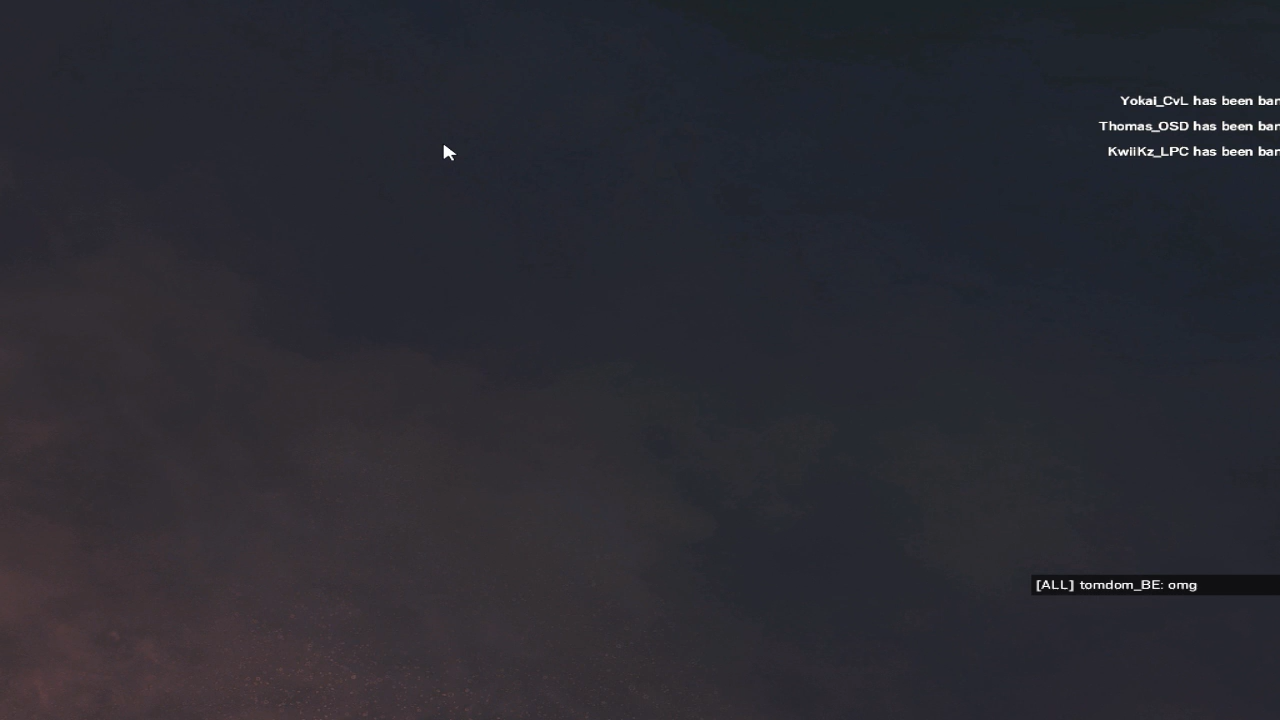 Yokai_CvL has been
Thomas_OSD has been
KwiiKz_LPC has been
[ALL] tomdom_BE: omg